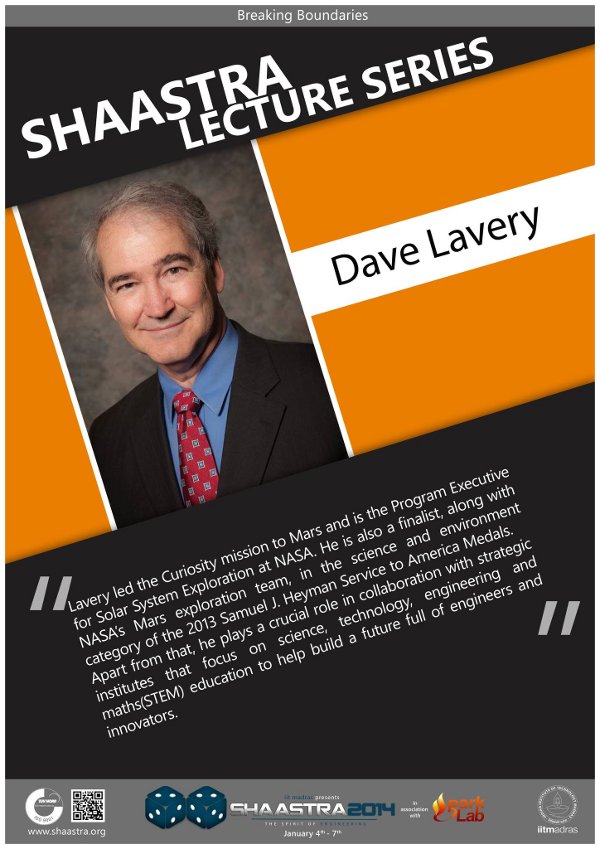 Breaking Boundaries
SHAASTRA
LECTURE SERIES
Dave Lavery
“
Lavery led the Curiosity mission to Mars and is the Program Executive
for Solar System Exploration at NASA. He is also a finalist, along with
NASA's Mars exploration team, in the science and environment
category of the 2013 Samuel J. Heyman Service to America Medals.
Apart from that, he plays a crucial role in collaboration with strategic
institutes that focus on science, technology, engineering and
maths(STEM) education to help build a future full of engineers and
innovators.
”
ISO 9001
www.shaastra.org
iit madras presents
SHAASTRA2014
THE SPIRIT OF ENGINEERING
January 4th - 7th
in
association
with
Park
Lab
iitmadras